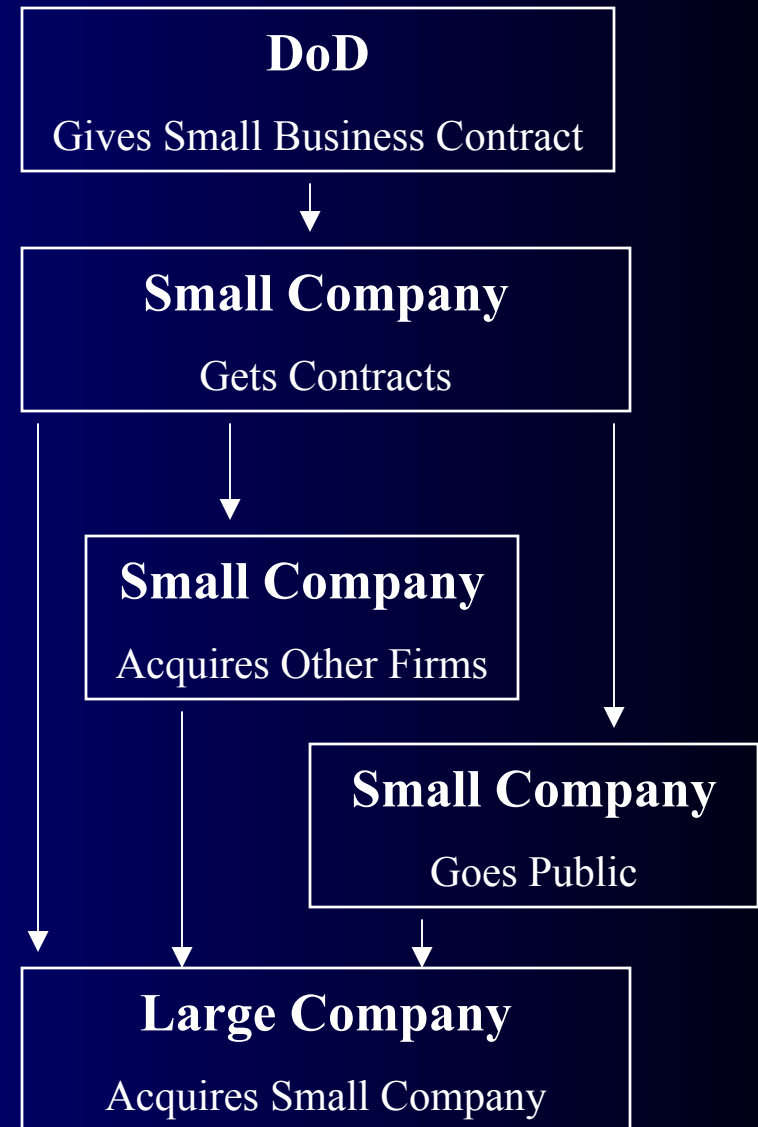 DoD
Gives Small Business Contract
Small Company
Gets Contracts
Small Company
Acquires Other Firms
Small Company
Goes Public
Large Company
Acquires Small Company